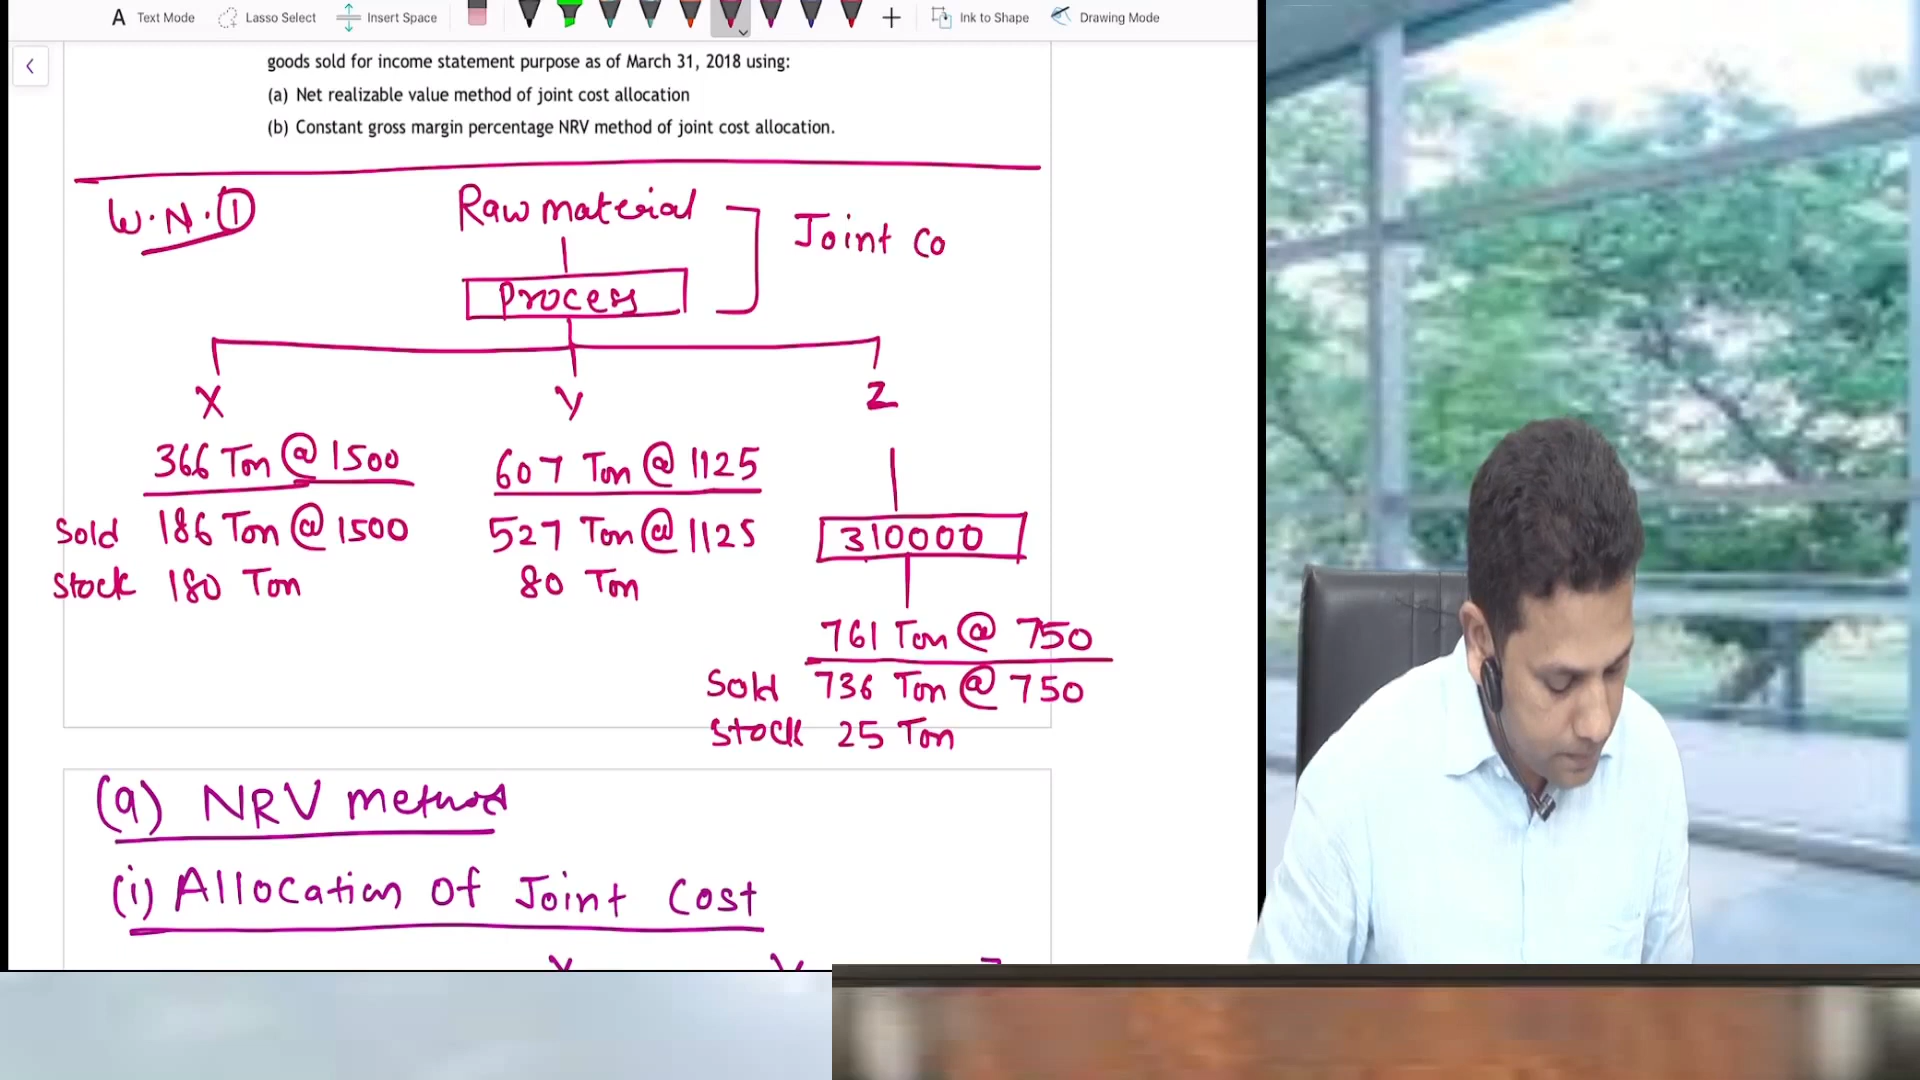 A Text Mode Lasso Select Insert Space Ink to Shape Drawing Mode
goods sold for income statement purpose as of March 31, 2018 using:
(a) Net realizable value method of joint cost allocation
(b) Constant gross margin percentage NRV method of joint cost allocation.
W.N.①
Raw material
Joint Co
Process
X Y Z
366 Ton @ 1500
607 Ton @ 1125
Sold 186 Ton @ 1500
527 Ton @ 1125
310000
Stock 180 Ton
80 Ton
761 Ton @ 750
Sold 736 Ton @ 750
Stock 25 Ton
(a) NRV method
(i) Allocation of Joint Cost